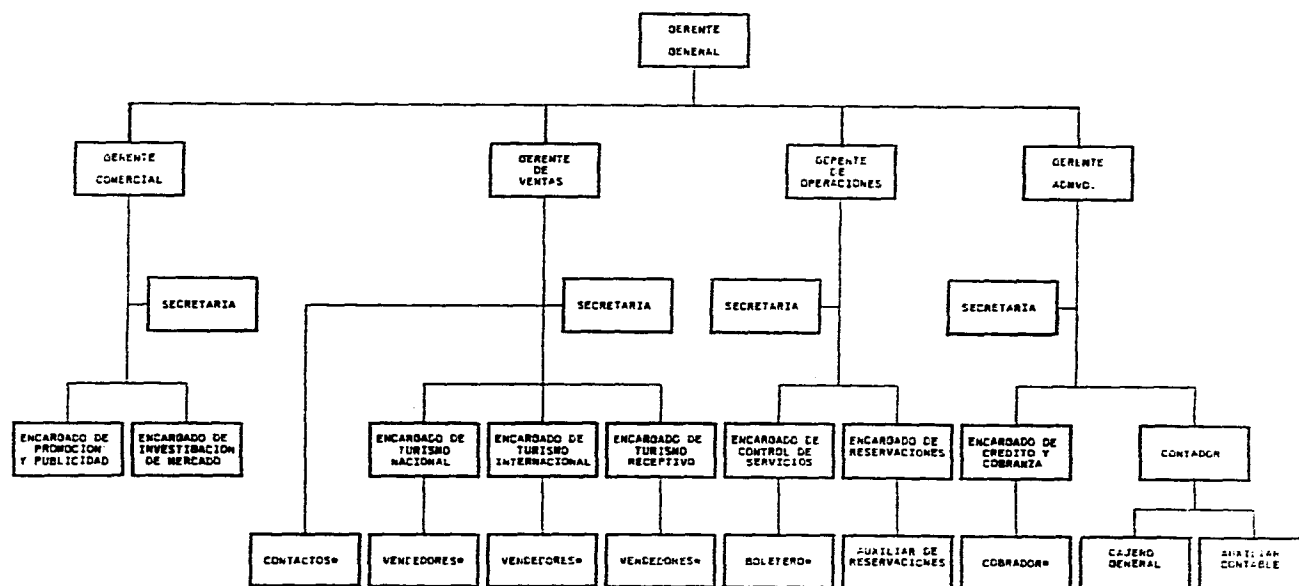 GERENTE
GENERAL
GERENTE
COMERCIAL
GERENTE
DE
VENTAS
GERENTE
DE
OPERACIONES
GERENTE
ADMVO.
SECRETARIA
SECRETARIA
SECRETARIA
SECRETARIA
ENCARGADO DE
PROMOCION
Y PUBLICIDAD
ENCARGADO DE
INVESTIGACION
DE MERCADO
ENCARGADO DE
TURISMO
NACIONAL
ENCARGADO DE
TURISMO
INTERNACIONAL
ENCARGADO DE
TURISMO
RECEPTIVO
ENCARGADO DE
CONTROL DE
SERVICIOS
ENCARGADO DE
RESERVACIONES
ENCARGADO DE
CREDITO Y
COBRANZA
CONTADOR
CONTACTOS*
VENDEDORES*
VENDEDORES*
VENDEDORES*
BOLETERO*
AUXILIAR DE
RESERVACIONES
COBRADOR*
CAJERO
GENERAL
AUXILIAR
CONTABLE